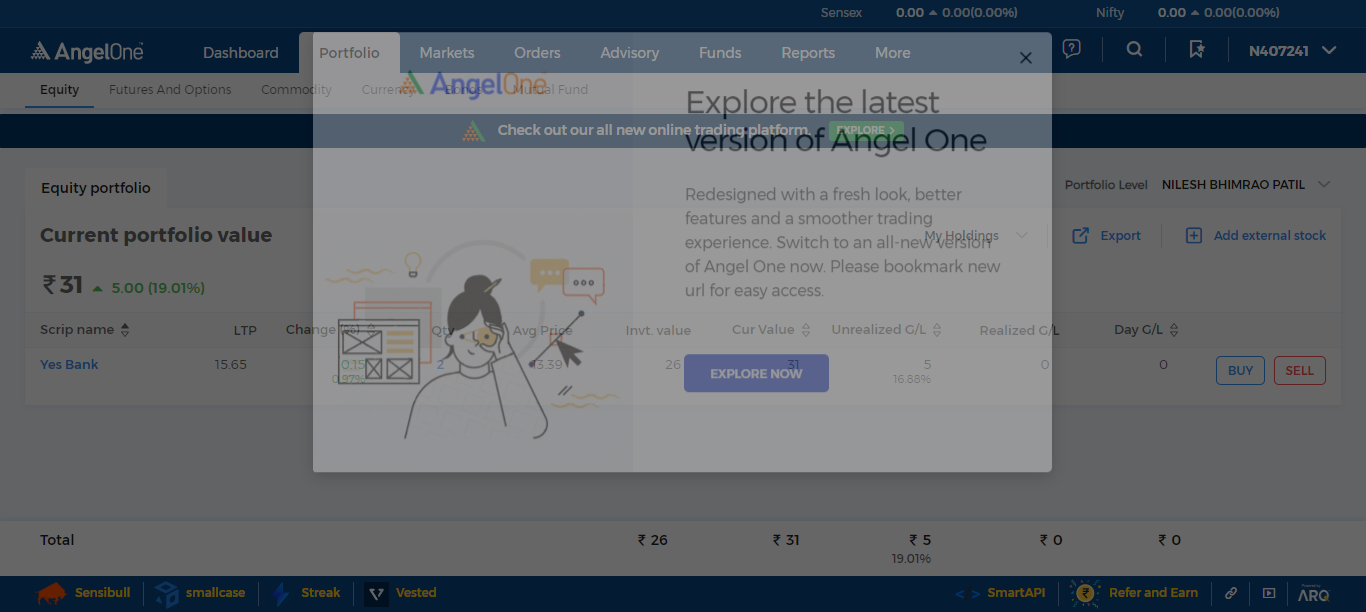 Sensex 0.00 0.00(0.00%) Nifty 0.00 0.00(0.00%)
AngelOne Dashboard Portfolio Markets Orders Advisory Funds Reports More N407241
Equity Futures And Options Commodity Currency Bonds Mutual Fund
AngelOne
Check out our all new online trading platform. EXPLORE >
Explore the latest
version of Angel One
Redesigned with a fresh look, better
features and a smoother trading
experience. Switch to an all-new version
of Angel One now. Please bookmark new
url for easy access.
EXPLORE NOW
Equity portfolio Portfolio Level NILESH BHIMRAO PATIL
Current portfolio value My Holdings Export Add external stock
₹ 31 5.00 (19.01%)
Scrip name LTP Change (%) Qty Avg Price Invt. value Cur Value Unrealized G/L Realized G/L Day G/L
Yes Bank 15.65 0.15 2 13.39 26 31 5 0 0 BUY SELL
0.97% 16.88%
Total ₹ 26 ₹ 31 ₹ 5 ₹ 0 ₹ 0
19.01%
Sensibull smallcase Streak Vested SmartAPI Refer and Earn ARQ